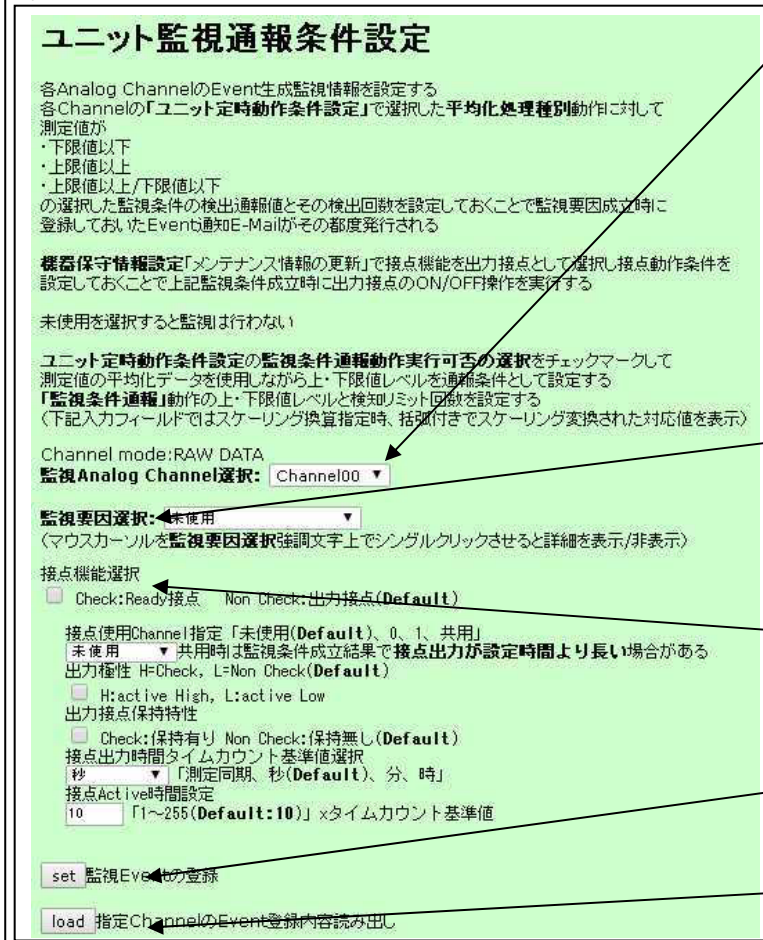 ユニット監視通報条件設定
各Analog ChannelのEvent生成監視情報を設定する
各Channelの「ユニット定時動作条件設定」で選択した平均化処理種別動作に対して
測定値が
・下限値以下
・上限値以上
・上限値以上/下限値以下
の選択した監視条件の検出通報値とその検出回数を設定しておくことで監視要因成立時に
登録しておいたEvent通知E-Mailがその都度発行される
機器保守情報設定「メンテナンス情報の更新」で接点機能を出力接点として選択し接点動作条件を
設定しておくことで上記監視条件成立時に出力接点のON/OFF操作を実行する
未使用を選択すると監視は行わない
ユニット定時動作条件設定の監視条件通報動作実行可否の選択をチェックマークして
測定値の平均化データを使用しながら上・下限値レベルを通報条件として設定する
「監視条件通報」動作の上・下限値レベルと検知リミット回数を設定する
(下記入力フィールドではスケーリング換算指定時、括弧付きでスケーリング変換された対応値を表示)
Channel mode:RAW DATA
監視Analog Channel選択: Channel00 ▼
監視要因選択: 未使用 ▼
(マウスカーソルを監視要因選択強調文字上でシングルクリックさせると詳細を表示/非表示)
接点機能選択
Check:Ready接点 Non Check:出力接点(Default)
接点使用Channel指定「未使用(Default)、0、1、共用」
未使用 ▼ 共用時は監視条件成立結果で接点出力が設定時間より長い場合がある
出力極性 H=Check, L=Non Check(Default)
H:active High, L:active Low
出力接点保持特性
Check:保持有り Non Check:保持無し(Default)
接点出力時間タイムカウント基準値選択
秒 ▼ 「測定同期、秒(Default)、分、時」
接点Active時間設定
10 「1～255(Default:10)」xタイムカウント基準値
set 監視Eventの登録
load 指定ChannelのEvent登録内容読み出し